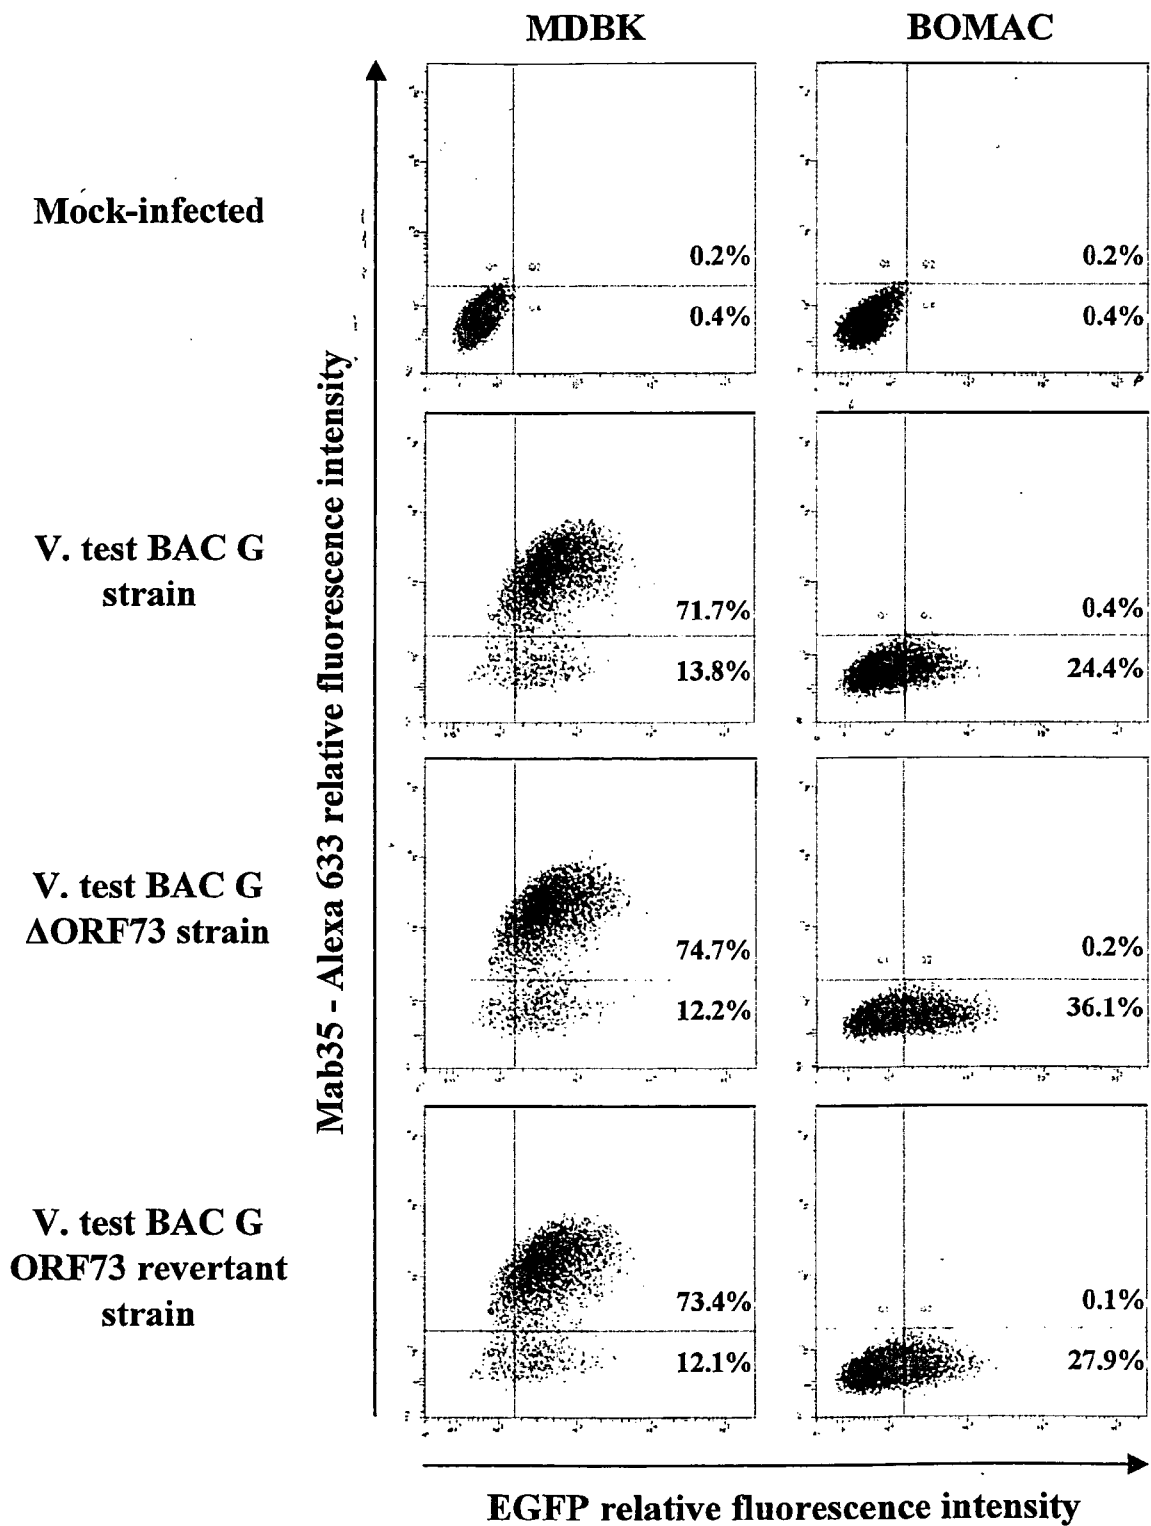 MDBK
BOMAC
Mock-infected
0.2%
0.4%
0.2%
0.4%
V. test BAC G
strain
71.7%
13.8%
0.4%
24.4%
V. test BAC G
ΔORF73 strain
74.7%
12.2%
0.2%
36.1%
V. test BAC G
ORF73 revertant
strain
73.4%
12.1%
0.1%
27.9%
Mab35 - Alexa 633 relative fluorescence intensity
EGFP relative fluorescence intensity